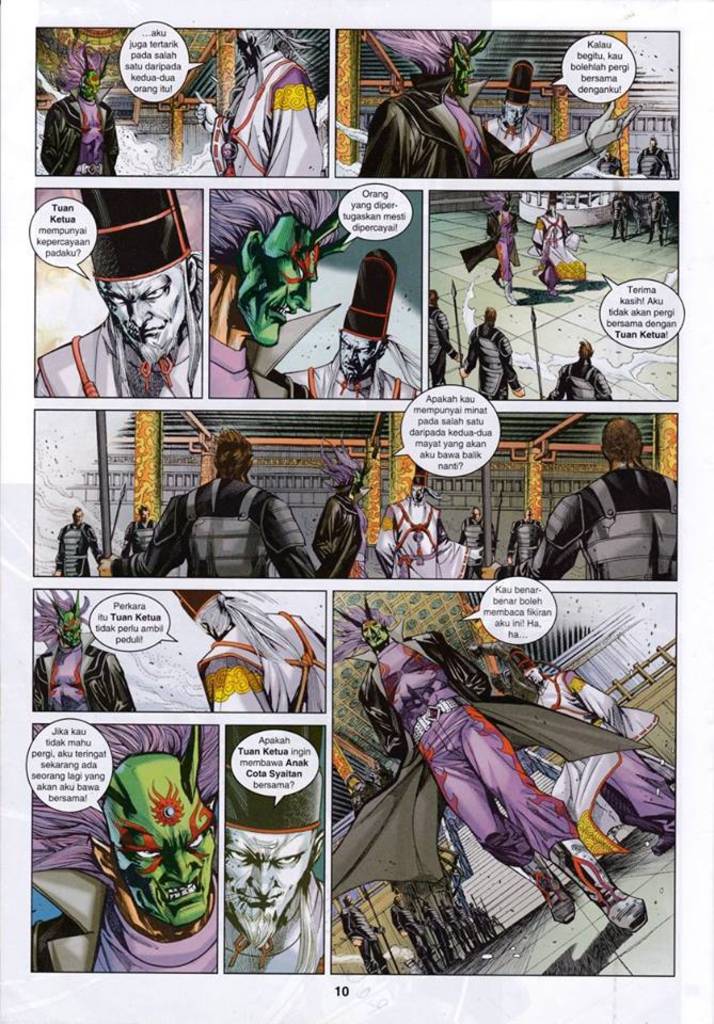 ...aku
juga tertarik
pada salah
satu daripada
kedua-dua
orang itu!
Kalau
begitu, kau
bolehlah pergi
bersama
denganku!
Tuan
Ketua
mempunyai
kepercayaan
padaku?
Orang
yang diper-
tugaskan mesti
dipercayai!
Terima
kasih! Aku
tidak akan pergi
bersama dengan
Tuan Ketua!
Apakah kau
mempunyai minat
pada salah satu
daripada kedua-dua
mayat yang akan
aku bawa balik
nanti?
Perkara
itu Tuan Ketua
tidak perlu ambil
peduli!
Kau benar-
benar boleh
membaca fikiran
aku ini! Ha,
ha...
Jika kau
tidak mahu
pergi, aku teringat
sekarang ada
seorang lagi yang
akan aku bawa
bersama!
Apakah
Tuan Ketua ingin
membawa Anak
Cota Syaitan
bersama?
10